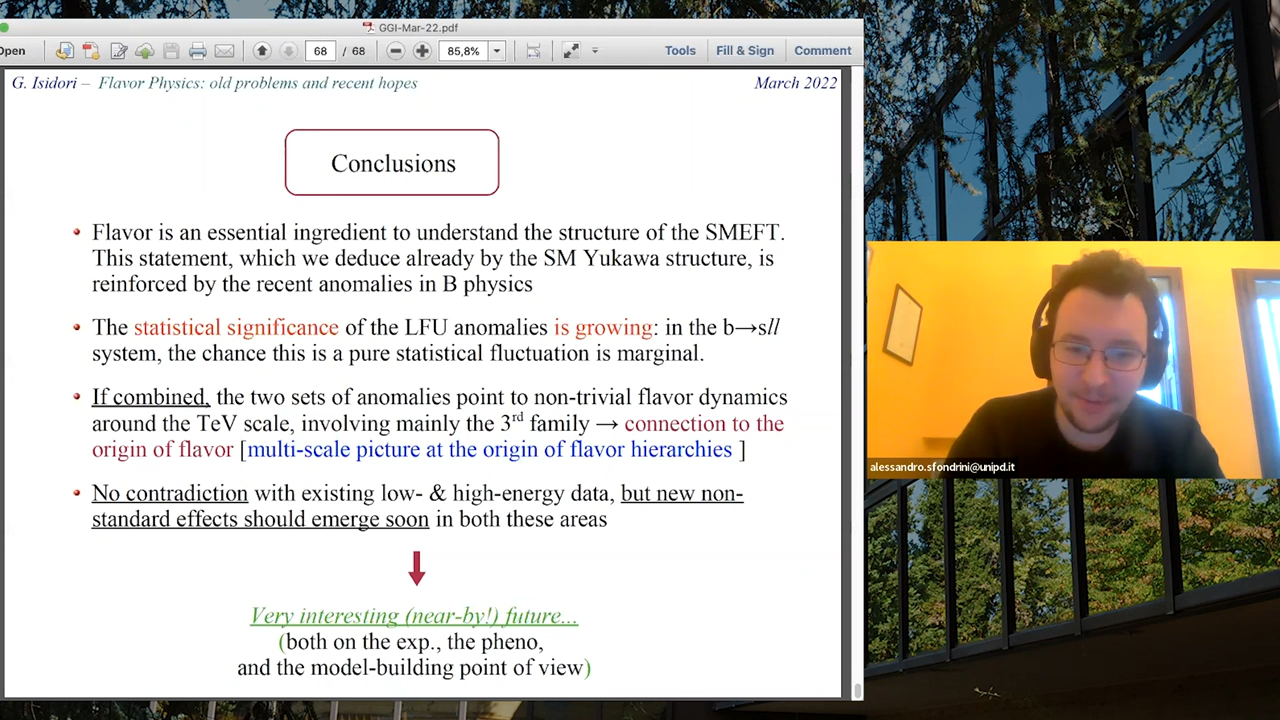 GGI-Mar-22.pdf
Open
68 / 68
85,8%
Tools
Fill & Sign
Comment
G. Isidori – Flavor Physics: old problems and recent hopes
March 2022
Conclusions
• Flavor is an essential ingredient to understand the structure of the SMEFT.
This statement, which we deduce already by the SM Yukawa structure, is
reinforced by the recent anomalies in B physics
• The statistical significance of the LFU anomalies is growing: in the b→sll
system, the chance this is a pure statistical fluctuation is marginal.
• If combined, the two sets of anomalies point to non-trivial flavor dynamics
around the TeV scale, involving mainly the 3rd family → connection to the
origin of flavor [multi-scale picture at the origin of flavor hierarchies ]
• No contradiction with existing low- & high-energy data, but new non-
standard effects should emerge soon in both these areas
Very interesting (near-by!) future...
(both on the exp., the pheno,
and the model-building point of view)
alessandro.sfondrini@unipd.it